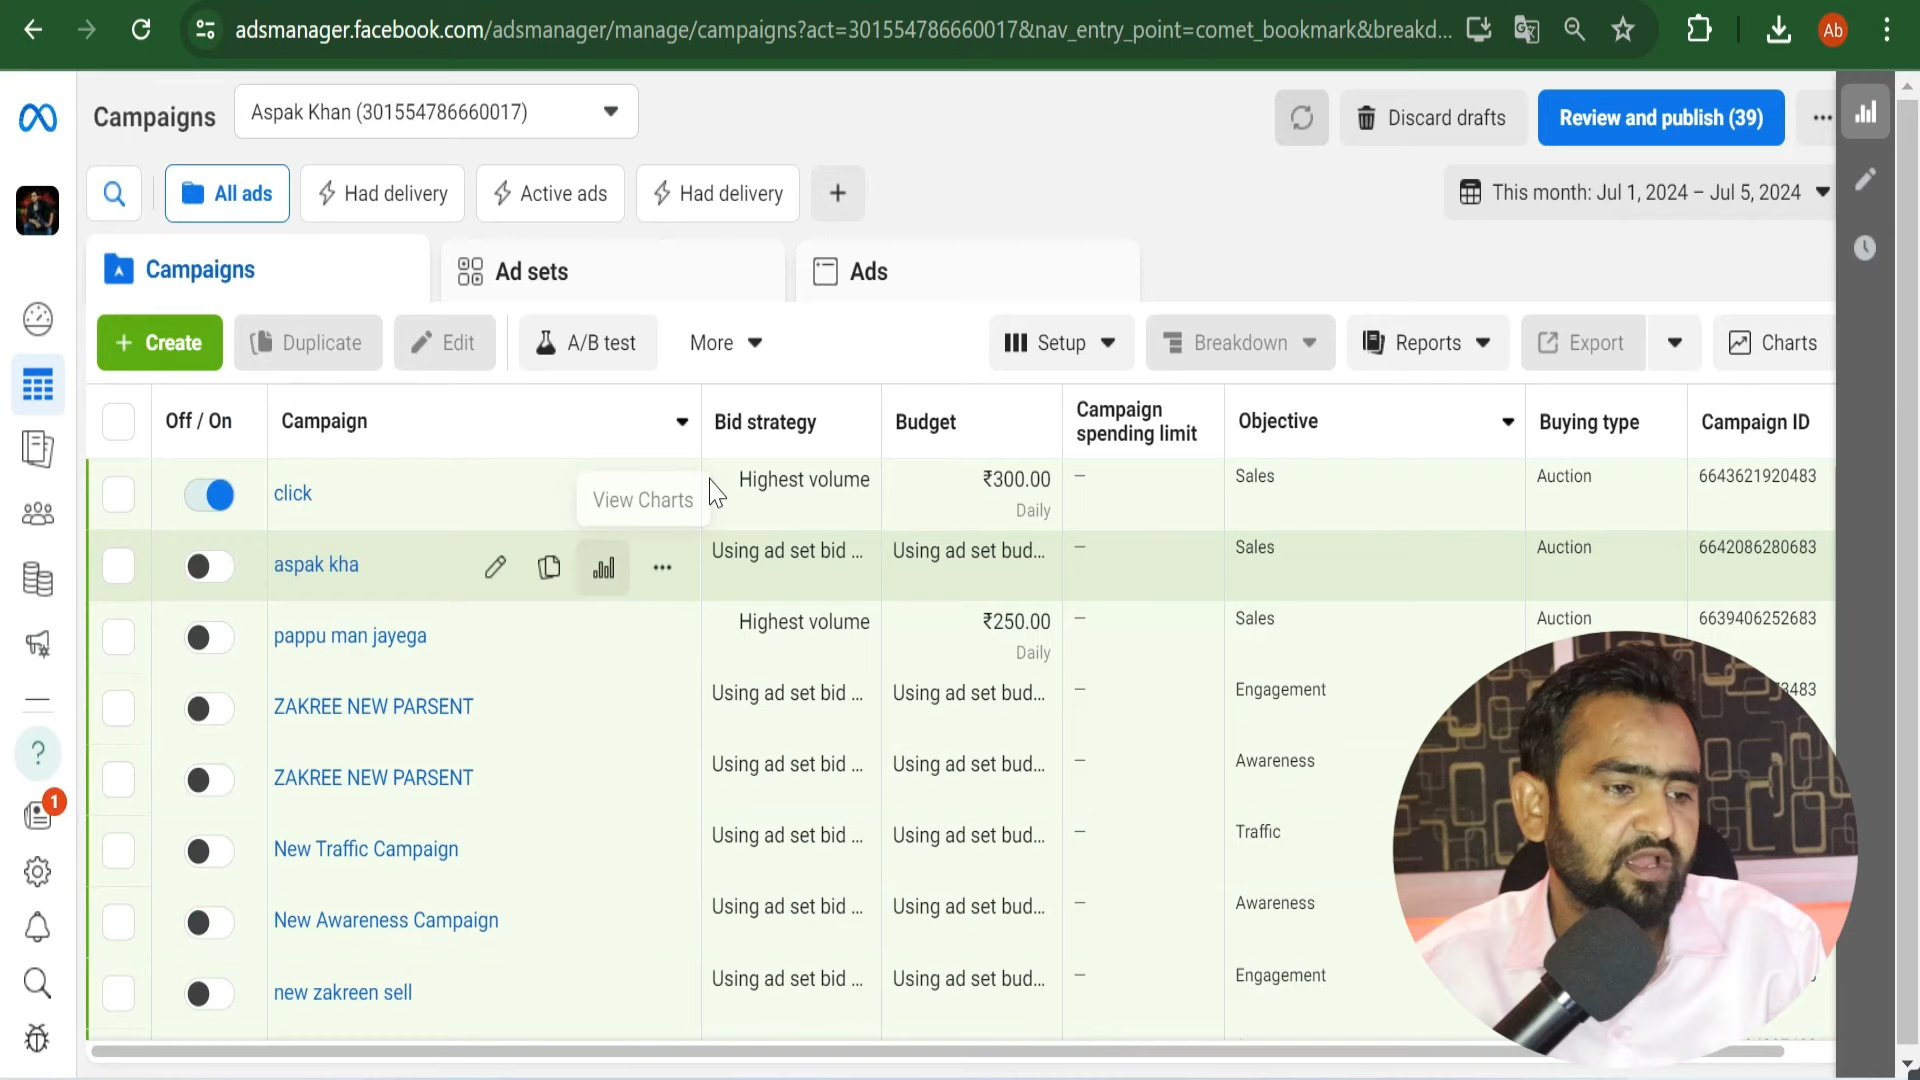 adsmanager.facebook.com/adsmanager/manage/campaigns?act=301554786660017&nav_entry_point=comet_bookmark&breakd...
Ab
Campaigns
Aspak Khan (301554786660017)
Discard drafts
Review and publish (39)
All ads
Had delivery
Active ads
Had delivery
This month: Jul 1, 2024 – Jul 5, 2024
Campaigns
Ad sets
Ads
+ Create
Duplicate
Edit
A/B test
More
Setup
Breakdown
Reports
Export
Charts
Off / On
Campaign
Bid strategy
Budget
Campaign
spending limit
Objective
Buying type
Campaign ID
click
View Charts
Highest volume
₹300.00
Daily
–
Sales
Auction
6643621920483
aspak kha
Using ad set bid ...
Using ad set bud...
–
Sales
Auction
6642086280683
pappu man jayega
Highest volume
₹250.00
Daily
–
Sales
Auction
6639406252683
ZAKREE NEW PARSENT
Using ad set bid ...
Using ad set bud...
–
Engagement
3483
ZAKREE NEW PARSENT
Using ad set bid ...
Using ad set bud...
–
Awareness
New Traffic Campaign
Using ad set bid ...
Using ad set bud...
–
Traffic
New Awareness Campaign
Using ad set bid ...
Using ad set bud...
–
Awareness
new zakreen sell
Using ad set bid ...
Using ad set bud...
–
Engagement
?
1